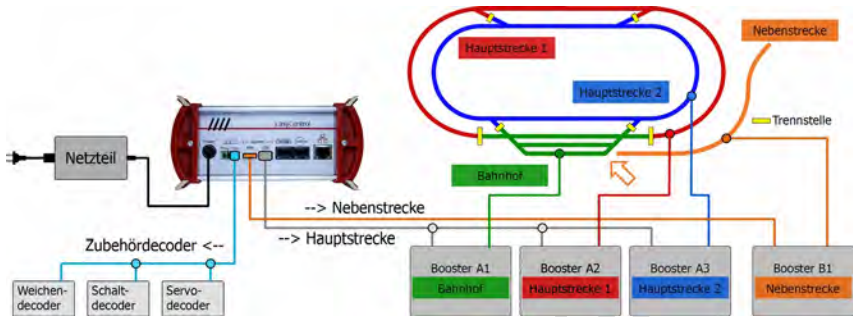 Hauptstrecke 1
Nebenstrecke
Hauptstrecke 2
Trennstelle
Netzteil
Bahnhof
--> Nebenstrecke
--> Hauptstrecke
Zubehördecoder <--
Weichen-
decoder
Schalt-
decoder
Servo-
decoder
Booster A1
Bahnhof
Booster A2
Hauptstrecke 1
Booster A3
Hauptstrecke 2
Booster B1
Nebenstrecke